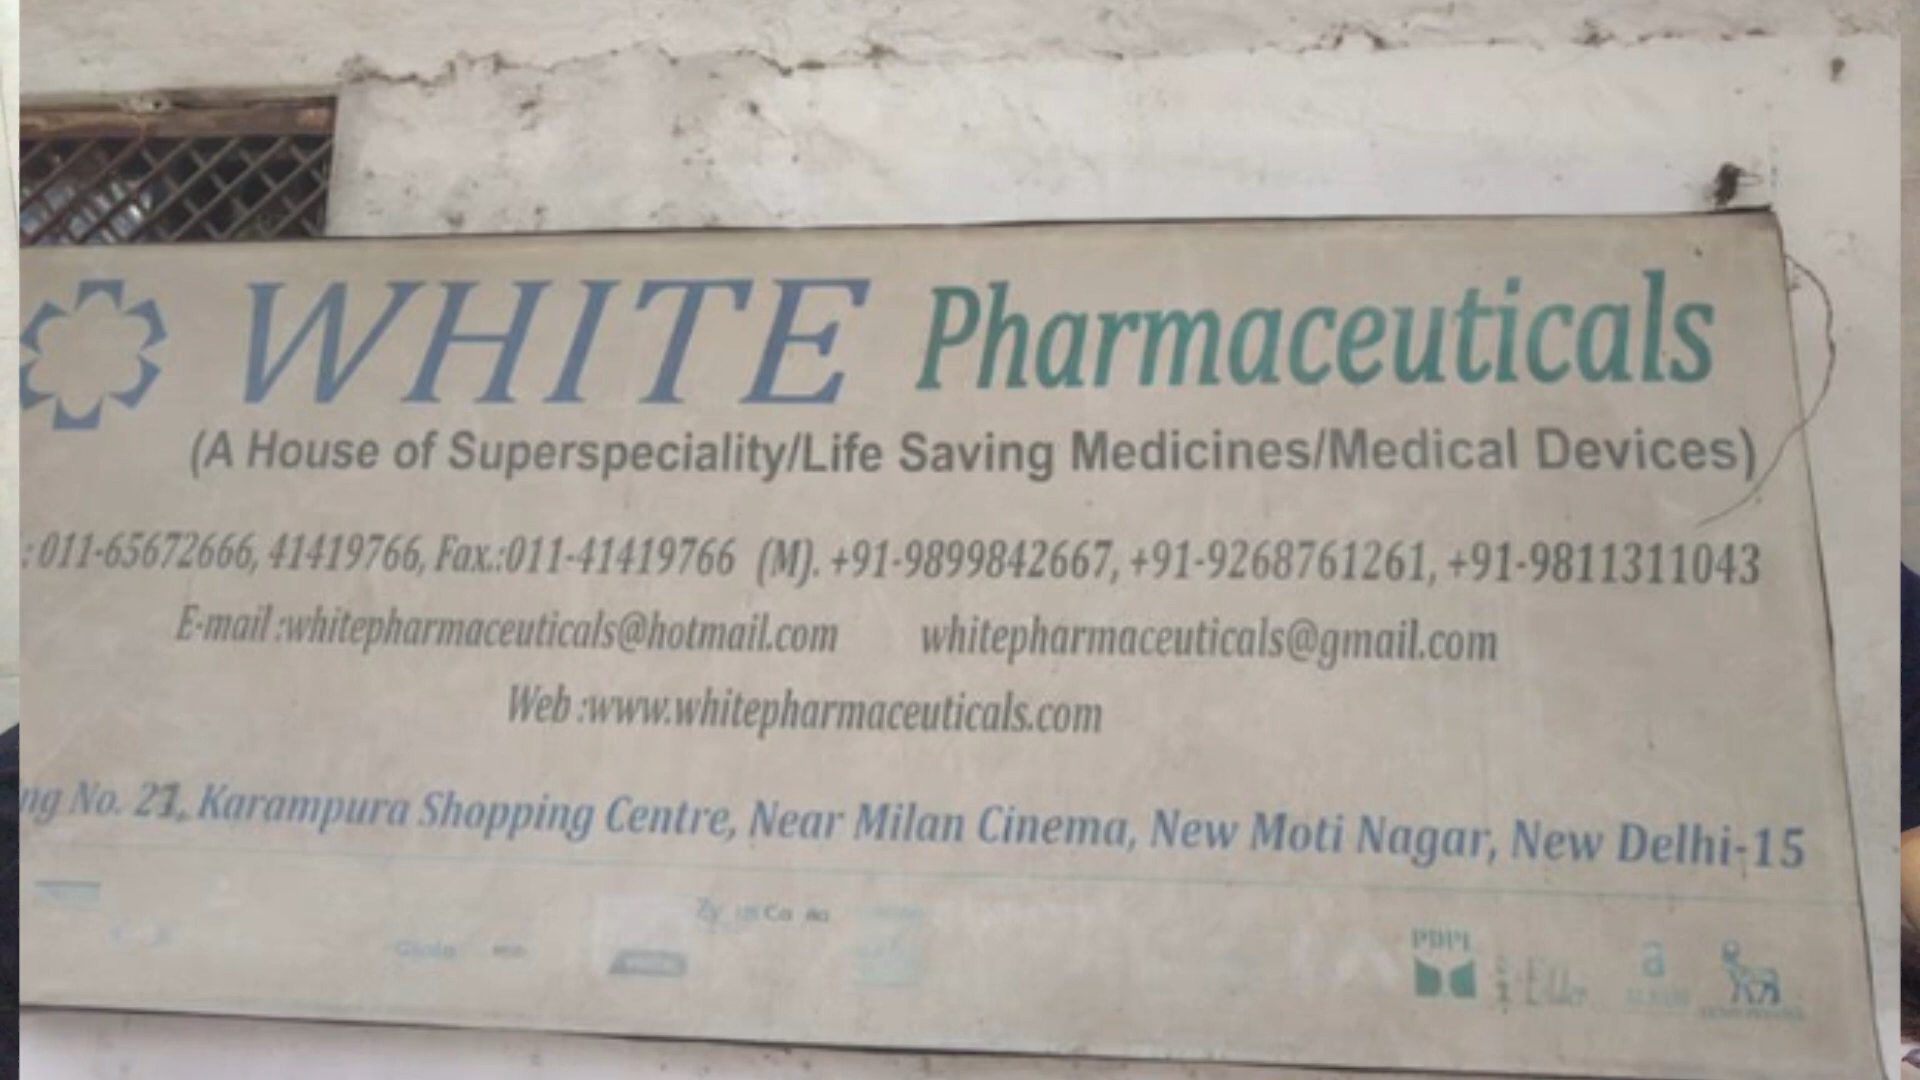 WHITE Pharmaceuticals
(A House of Superspeciality/Life Saving Medicines/Medical Devices)
: 011-65672666, 41419766, Fax.:011-41419766 (M). +91-9899842667, +91-9268761261, +91-9811311043
E-mail :whitepharmaceuticals@hotmail.com whitepharmaceuticals@gmail.com
Web :www.whitepharmaceuticals.com
ng No. 21, Karampura Shopping Centre, Near Milan Cinema, New Moti Nagar, New Delhi-15
PDPL
Elder
a